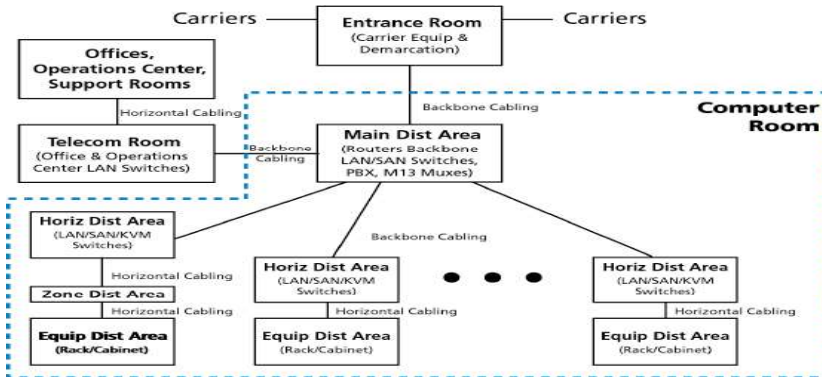 Carriers
Entrance Room
(Carrier Equip &
Demarcation)
Carriers
Offices,
Operations Center,
Support Rooms
Horizontal Cabling
Backbone Cabling
Computer
Room
Telecom Room
(Office & Operations
Center LAN Switches)
Backbone
Cabling
Main Dist Area
(Routers Backbone
LAN/SAN Switches,
PBX, M13 Muxes)
Horiz Dist Area
(LAN/SAN/KVM
Switches)
Backbone Cabling
Horizontal Cabling
Zone Dist Area
Horizontal Cabling
Equip Dist Area
(Rack/Cabinet)
Horiz Dist Area
(LAN/SAN/KVM
Switches)
Horizontal Cabling
Equip Dist Area
(Rack/Cabinet)
Horiz Dist Area
(LAN/SAN/KVM
Switches)
Horizontal Cabling
Equip Dist Area
(Rack/Cabinet)